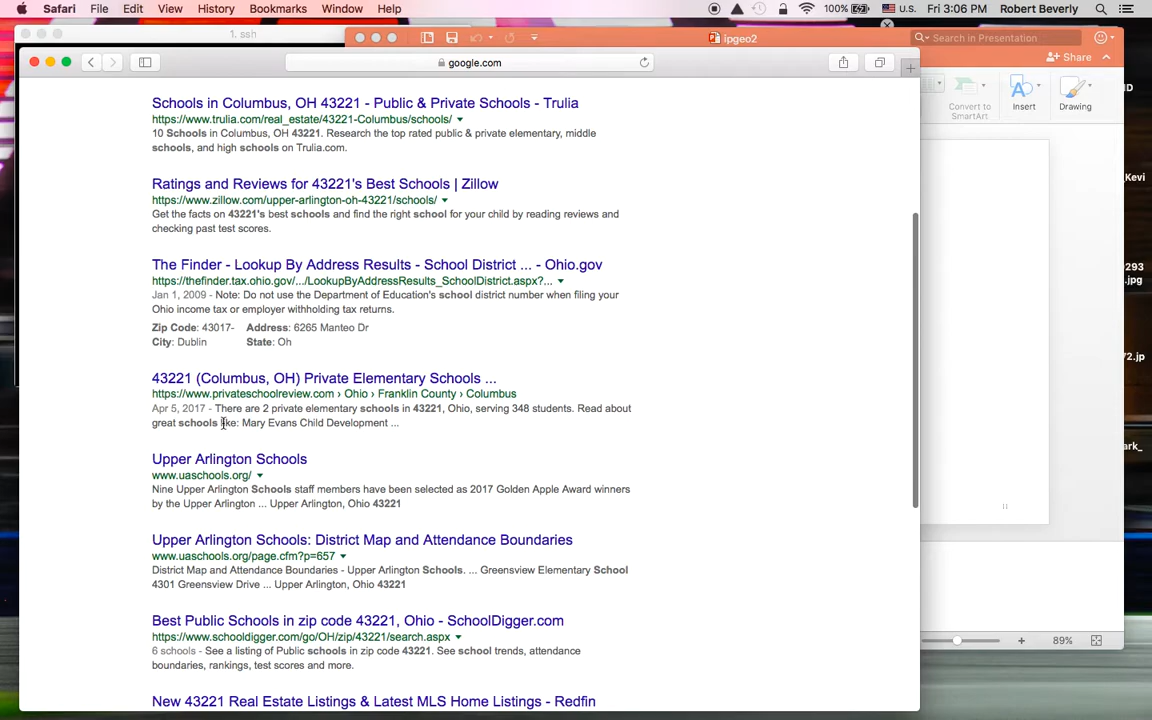 Safari File Edit View History Bookmarks Window Help 100% U.S. Fri 3:06 PM Robert Beverly
1. ssh
ipgeo2
Search in Presentation
google.com
Share
Convert to
SmartArt
Insert
Drawing
Schools in Columbus, OH 43221 - Public & Private Schools - Trulia
https://www.trulia.com/real_estate/43221-Columbus/schools/
10 Schools in Columbus, OH 43221. Research the top rated public & private elementary, middle
schools, and high schools on Trulia.com.
Ratings and Reviews for 43221's Best Schools | Zillow
https://www.zillow.com/upper-arlington-oh-43221/schools/
Get the facts on 43221's best schools and find the right school for your child by reading reviews and
checking past test scores.
The Finder - Lookup By Address Results - School District ... - Ohio.gov
https://thefinder.tax.ohio.gov/.../LookupByAddressResults_SchoolDistrict.aspx?...
Jan 1, 2009 - Note: Do not use the Department of Education's school district number when filing your
Ohio income tax or employer withholding tax returns.
Zip Code: 43017- Address: 6265 Manteo Dr
City: Dublin State: Oh
43221 (Columbus, OH) Private Elementary Schools ...
https://www.privateschoolreview.com › Ohio › Franklin County › Columbus
Apr 5, 2017 - There are 2 private elementary schools in 43221, Ohio, serving 348 students. Read about
great schools like: Mary Evans Child Development ...
Upper Arlington Schools
www.uaschools.org/
Nine Upper Arlington Schools staff members have been selected as 2017 Golden Apple Award winners
by the Upper Arlington ... Upper Arlington, Ohio 43221
Upper Arlington Schools: District Map and Attendance Boundaries
www.uaschools.org/page.cfm?p=657
District Map and Attendance Boundaries - Upper Arlington Schools. ... Greensview Elementary School
4301 Greensview Drive ... Upper Arlington, Ohio 43221
Best Public Schools in zip code 43221, Ohio - SchoolDigger.com
https://www.schooldigger.com/go/OH/zip/43221/search.aspx
6 schools - See a listing of Public schools in zip code 43221. See school trends, attendance
boundaries, rankings, test scores and more.
New 43221 Real Estate Listings & Latest MLS Home Listings - Redfin
11
89%
ID
_Kevi
293
.jpg
72.jp
ark_